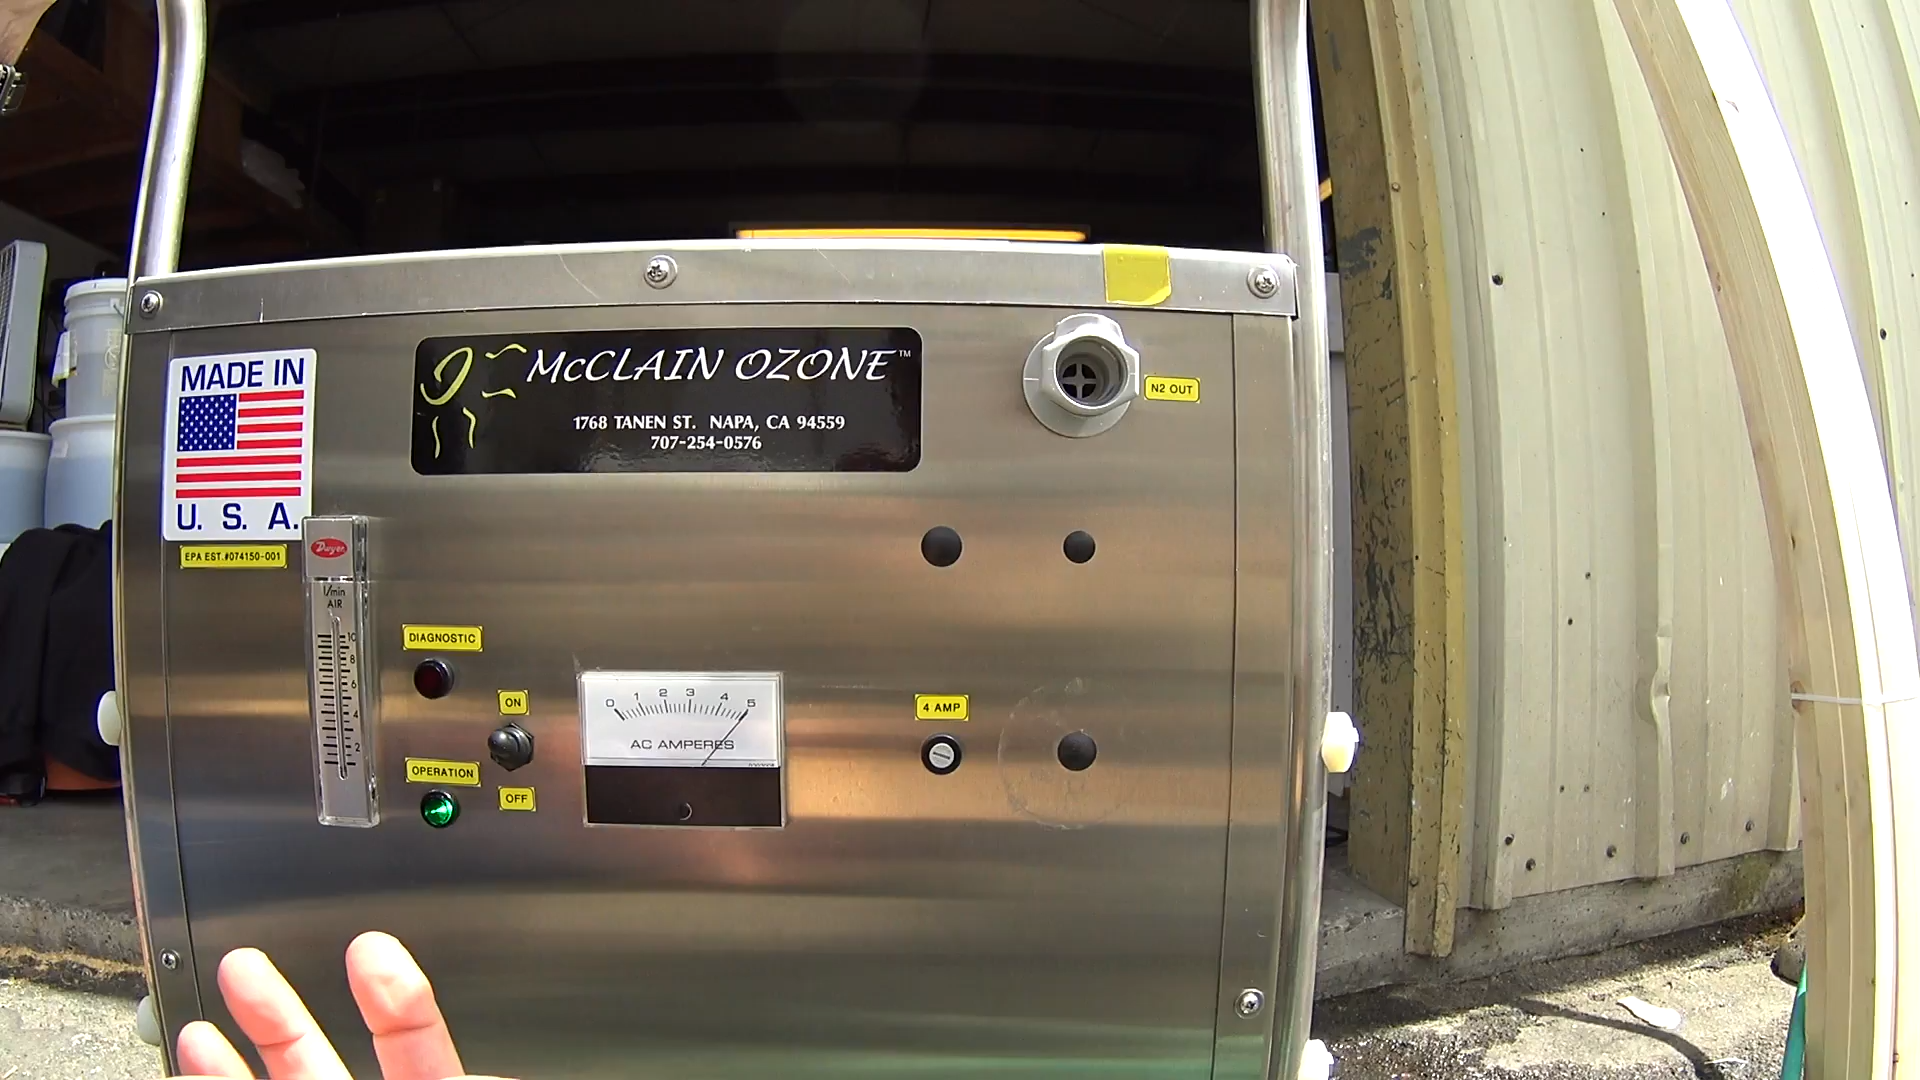 MADE IN
U. S. A.
EPA EST.#074150-001
McCLAIN OZONE™
1768 TANEN ST. NAPA, CA 94559
707-254-0576
N2 OUT
Dwyer
l/min
AIR
10
8
6
4
2
DIAGNOSTIC
ON
OPERATION
OFF
0 1 2 3 4 5
AC AMPERES
4 AMP